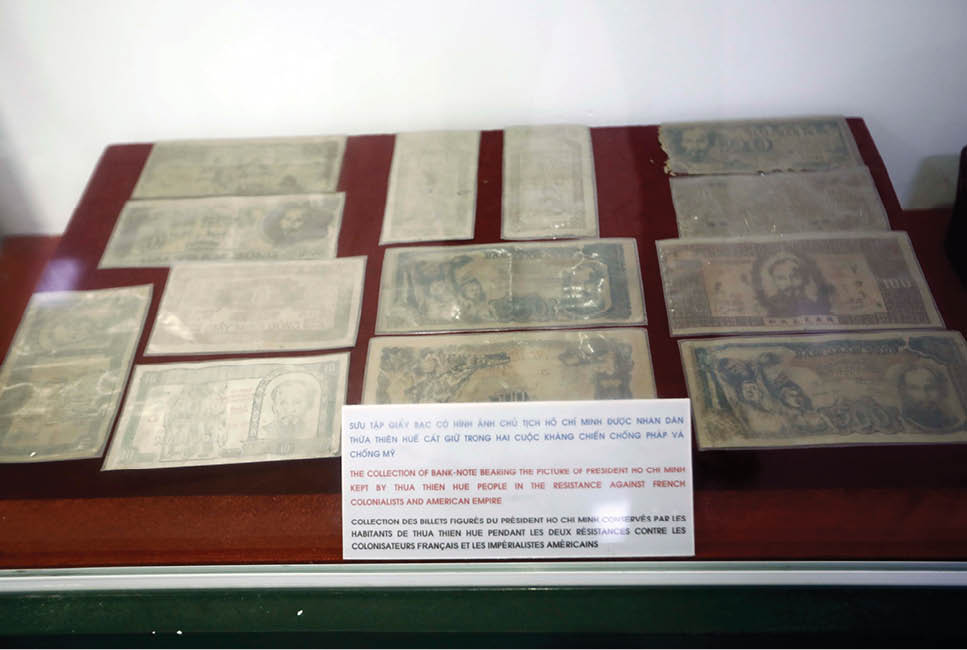 100
SƯU TẬP GIẤY BẠC CÓ HÌNH ẢNH CHỦ TỊCH HỒ CHÍ MINH ĐƯỢC NHÂN DÂN
THỪA THIÊN HUẾ CẤT GIỮ TRONG HAI CUỘC KHÁNG CHIẾN CHỐNG PHÁP VÀ
CHỐNG MỸ
THE COLLECTION OF BANK-NOTE BEARING THE PICTURE OF PRESIDENT HO CHI MINH
KEPT BY THUA THIEN HUE PEOPLE IN THE RESISTANCE AGAINST FRENCH
COLONIALISTS AND AMERICAN EMPIRE
COLLECTION DES BILLETS FIGURÉS DU PRÉSIDENT HO CHI MINH CONSERVÉS PAR LES
HABITANTS DE THUA THIEN HUE PENDANT LES DEUX RÉSISTANCES CONTRE LES
COLONISATEURS FRANÇAIS ET LES IMPÉRIALISTES AMÉRICAINS